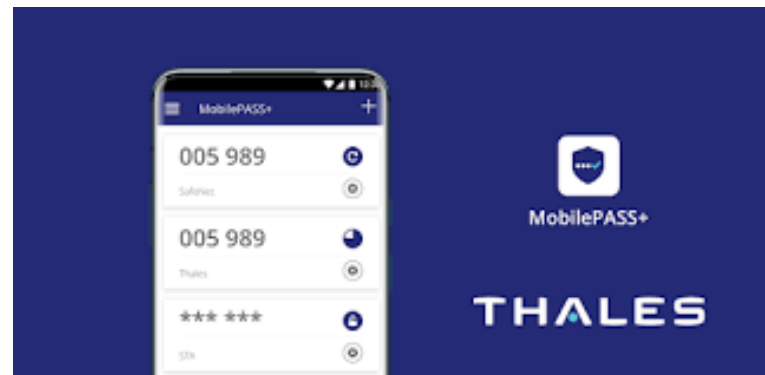 MobilePASS+
005 989
SafeNet
005 989
Thales
*** ***
STA
MobilePASS+
THALES